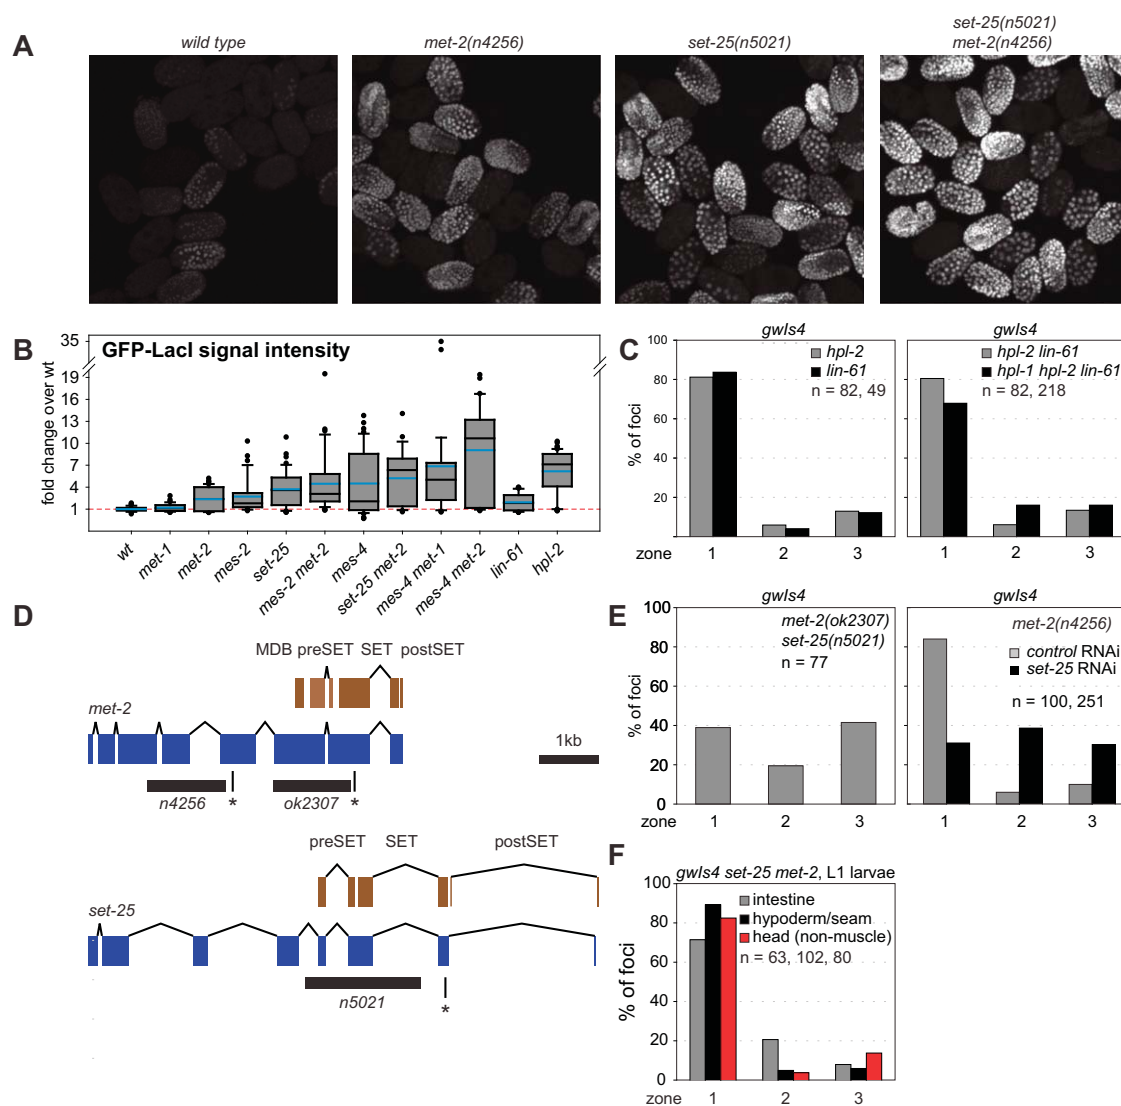 A
wild type
met-2(n4256)
set-25(n5021)
set-25(n5021)
met-2(n4256)
B
GFP-LacI signal intensity
fold change over wt
35
19
16
13
10
7
4
1
wt
met-1
met-2
mes-2
set-25
mes-2 met-2
mes-4
set-25 met-2
mes-4 met-1
mes-4 met-2
lin-61
hpl-2
C
gwIs4
hpl-2
lin-61
n = 82, 49
% of foci
100
80
60
40
20
zone
1
2
3
gwIs4
hpl-2 lin-61
hpl-1 hpl-2 lin-61
n = 82, 218
1
2
3
D
MDB preSET SET postSET
met-2
n4256
*
ok2307
*
1kb
preSET SET postSET
set-25
n5021
*
E
gwIs4
met-2(ok2307)
set-25(n5021)
n = 77
% of foci
100
80
60
40
20
0
zone
1
2
3
gwIs4
met-2(n4256)
control RNAi
set-25 RNAi
n = 100, 251
1
2
3
F
gwIs4 set-25 met-2, L1 larvae
intestine
hypoderm/seam
head (non-muscle)
n = 63, 102, 80
% of foci
100
80
60
40
20
0
zone
1
2
3